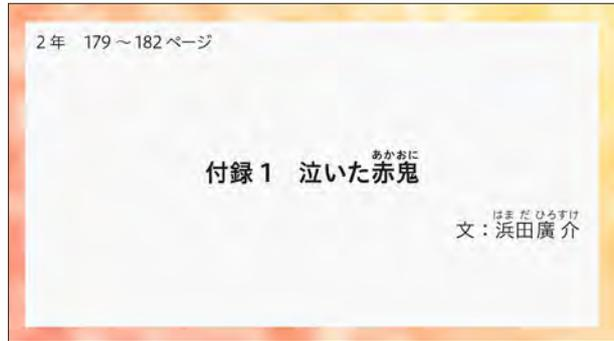 2年　179～182ページ
付録1　泣いた赤鬼
あかおに
文：浜田廣介
はまだひろすけ